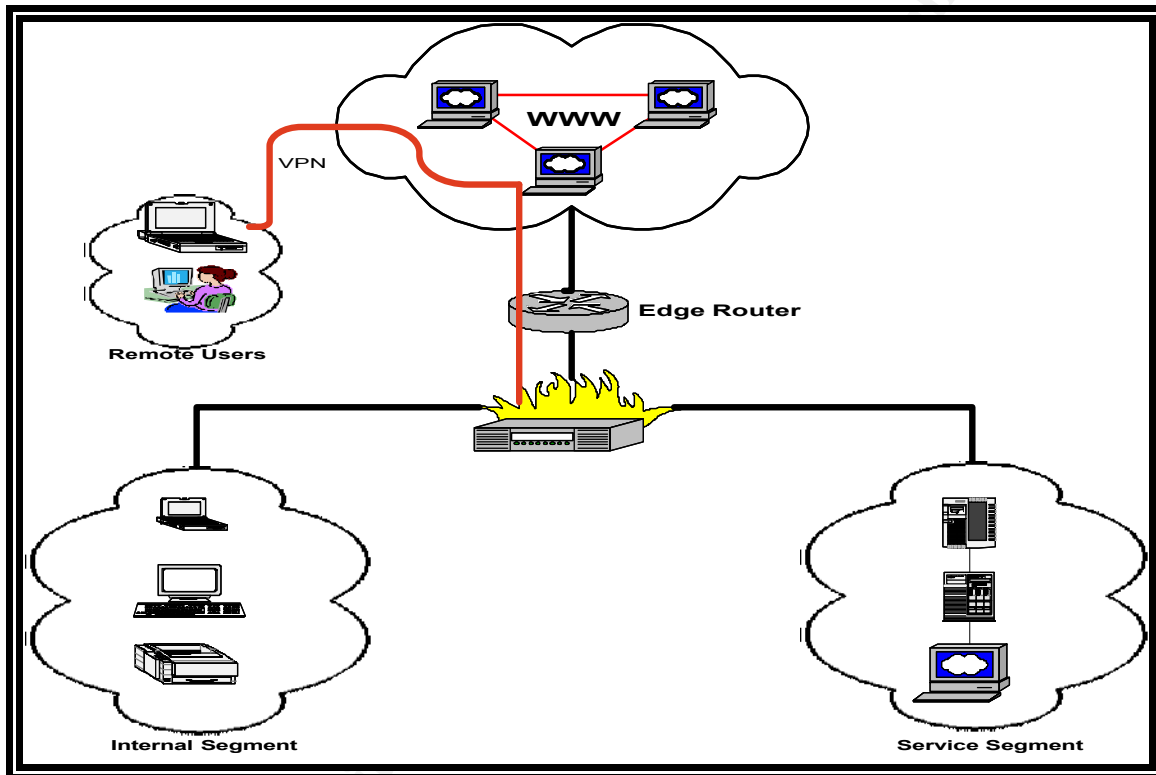 WWW
VPN
Edge Router
Remote Users
Internal Segment
Service Segment